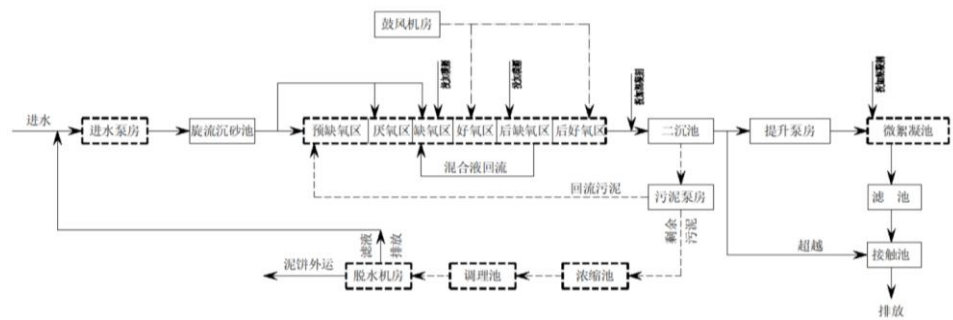 鼓风机房
进水
进水泵房
旋流沉砂池
预缺氧区
厌氧区
缺氧区
好氧区
后缺氧区
后好氧区
二沉池
提升泵房
微絮凝池
混合液回流
回流污泥
污泥泵房
滤 池
剩余
污泥
超越
接触池
滤液
排放
泥饼外运
脱水机房
调理池
浓缩池
排放